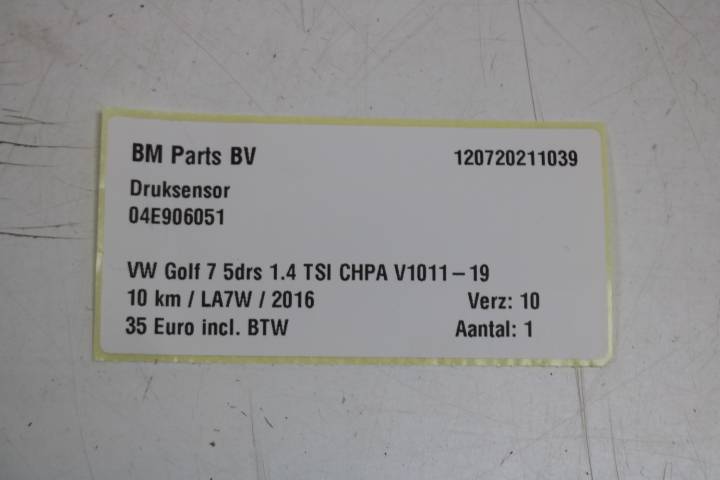 BM Parts BV 120720211039
Druksensor
04E906051
VW Golf 7 5drs 1.4 TSI CHPA V1011-19
10 km / LA7W / 2016 Verz: 10
35 Euro incl. BTW Aantal: 1